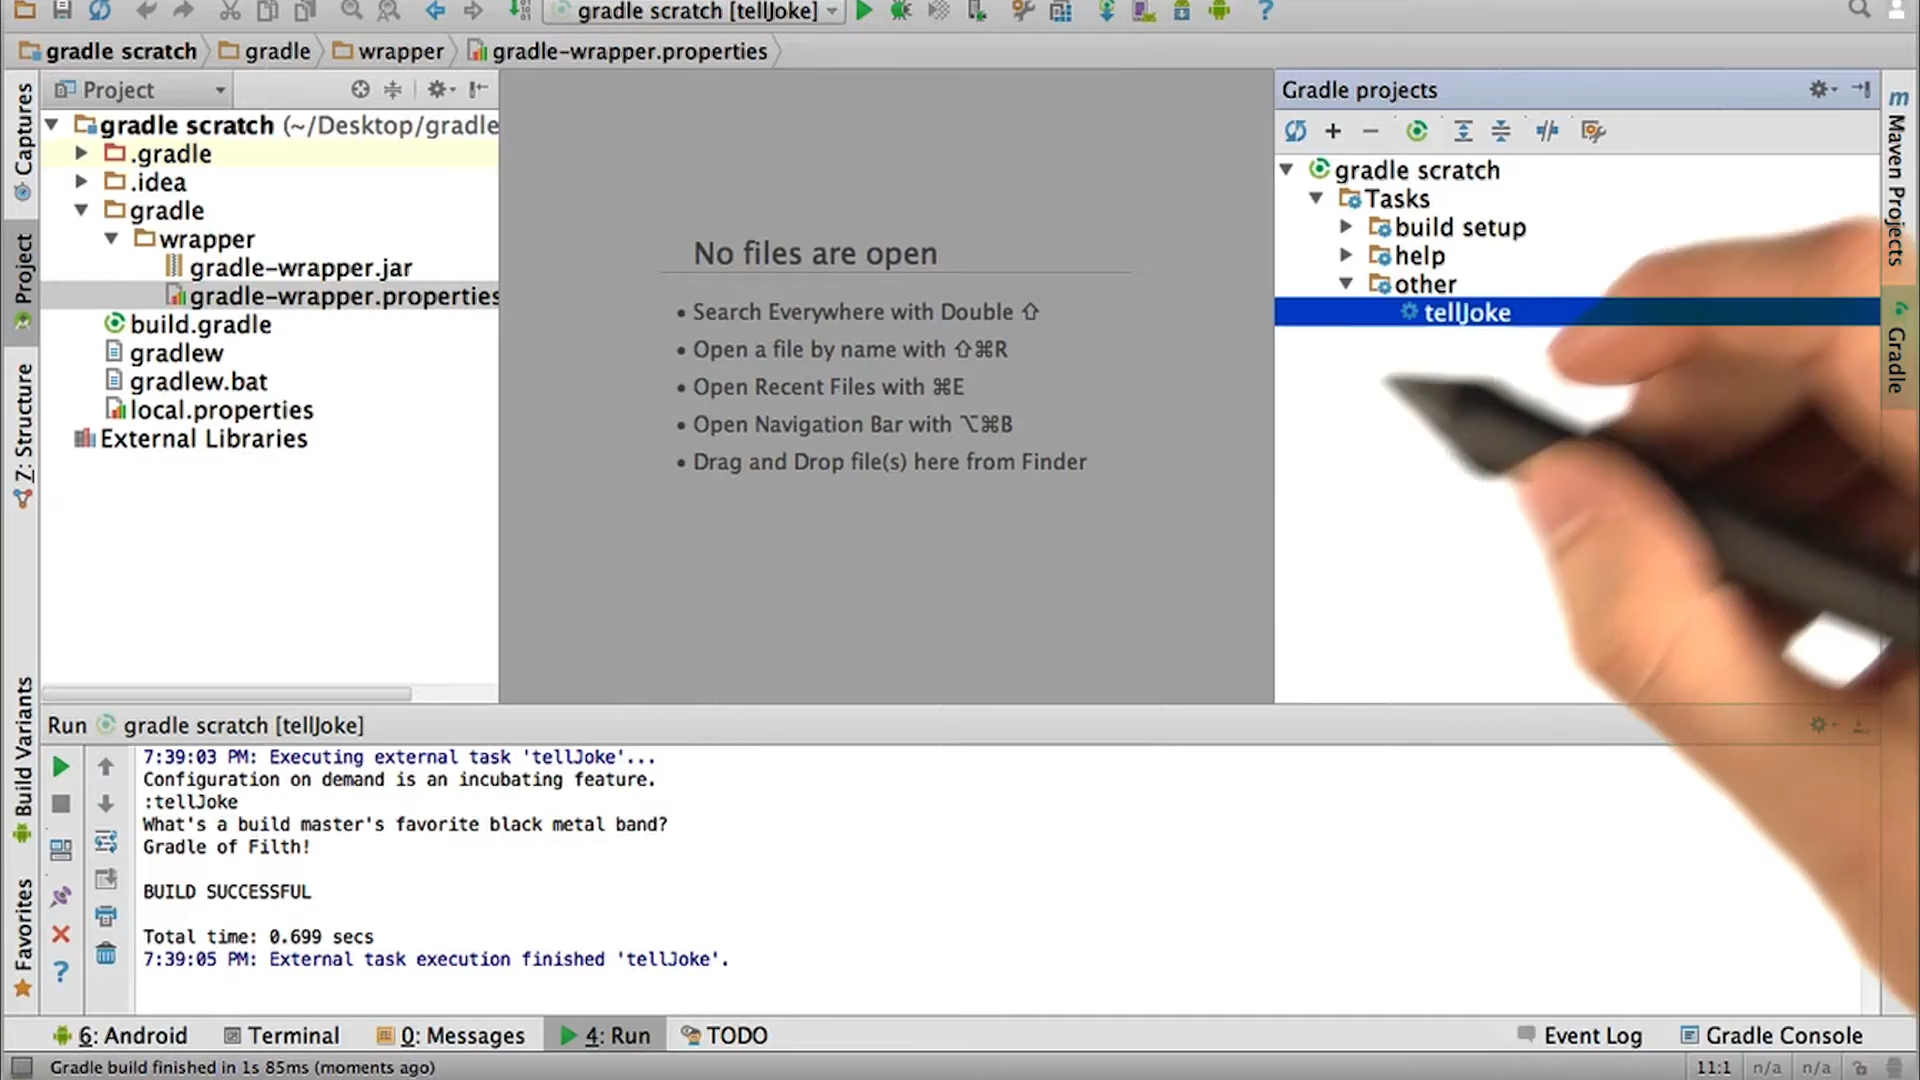 gradle scratch [tellJoke]
gradle scratch
gradle
wrapper
gradle-wrapper.properties
Captures
Project
Z: Structure
Build Variants
Favorites
Project
gradle scratch (~/Desktop/gradle
.gradle
.idea
gradle
wrapper
gradle-wrapper.jar
gradle-wrapper.properties
build.gradle
gradlew
gradlew.bat
local.properties
External Libraries
No files are open
• Search Everywhere with Double ⇧
• Open a file by name with ⇧⌘R
• Open Recent Files with ⌘E
• Open Navigation Bar with ⌥⌘B
• Drag and Drop file(s) here from Finder
Gradle projects
gradle scratch
Tasks
build setup
help
other
tellJoke
Maven Projects
Gradle
Run gradle scratch [tellJoke]
7:39:03 PM: Executing external task 'tellJoke'...
Configuration on demand is an incubating feature.
:tellJoke
What's a build master's favorite black metal band?
Gradle of Filth!
BUILD SUCCESSFUL
Total time: 0.699 secs
7:39:05 PM: External task execution finished 'tellJoke'.
6: Android
Terminal
0: Messages
4: Run
TODO
Event Log
Gradle Console
Gradle build finished in 1s 85ms (moments ago)
11:1
n/a
n/a